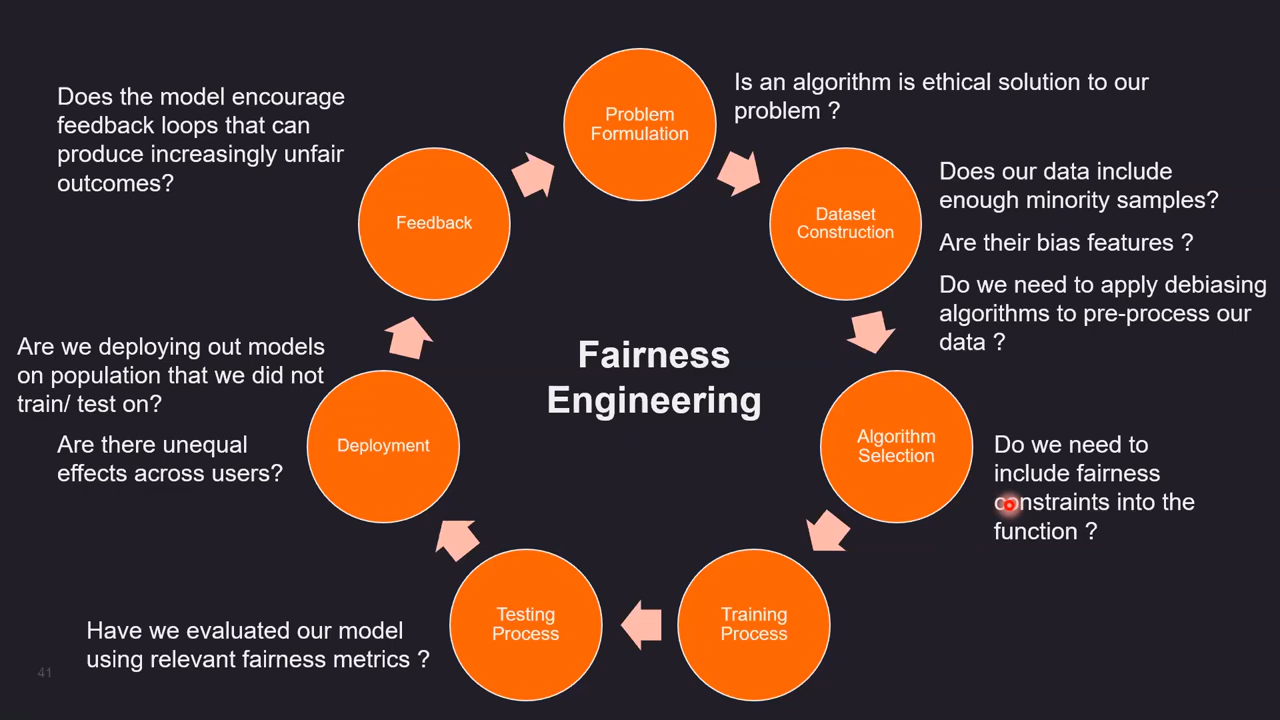 Problem
Formulation
Is an algorithm is ethical solution to our
problem ?
Dataset
Construction
Does our data include
enough minority samples?
Are their bias features ?
Do we need to apply debiasing
algorithms to pre-process our
data ?
Algorithm
Selection
Do we need to
include fairness
constraints into the
function ?
Training
Process
Testing
Process
Have we evaluated our model
using relevant fairness metrics ?
Deployment
Are we deploying out models
on population that we did not
train/ test on?
Are there unequal
effects across users?
Feedback
Does the model encourage
feedback loops that can
produce increasingly unfair
outcomes?
Fairness
Engineering
41